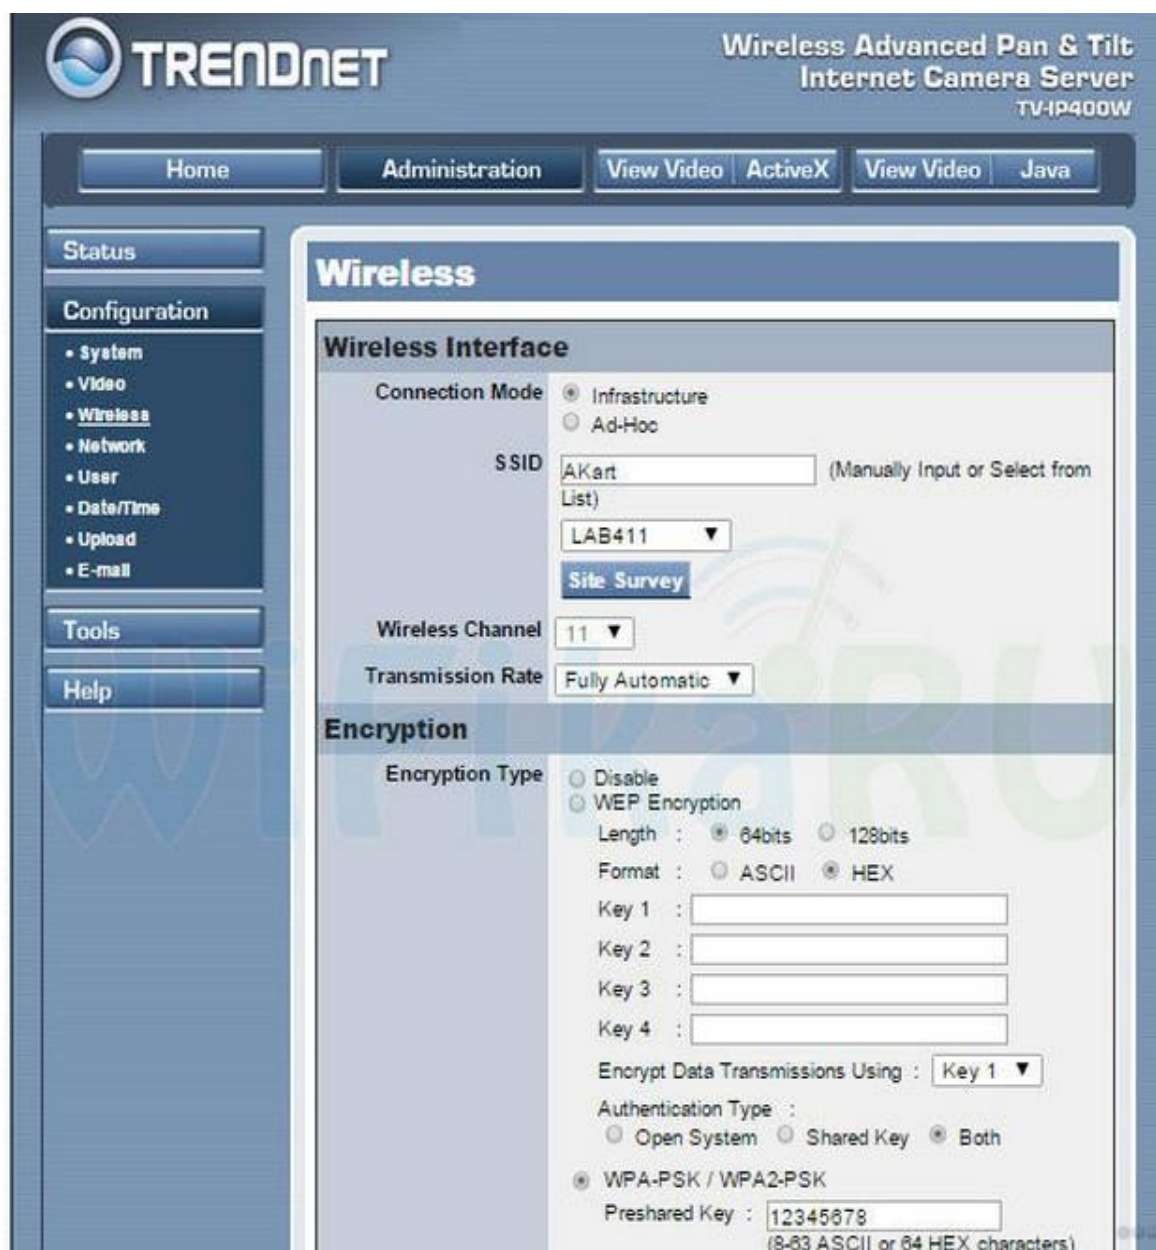 TRENDnET
Wireless Advanced Pan & Tilt
Internet Camera Server
TV-IP400W
Home
Administration
View Video ActiveX
View Video Java
Status
Configuration
• System
• Video
• Wireless
• Network
• User
• Date/Time
• Upload
• E-mail
Tools
Help
Wireless
Wireless Interface
Connection Mode Infrastructure
Ad-Hoc
SSID AKart (Manually Input or Select from
List)
LAB411
Site Survey
Wireless Channel 11
Transmission Rate Fully Automatic
Encryption
Encryption Type Disable
WEP Encryption
Length : 64bits 128bits
Format : ASCII HEX
Key 1 :
Key 2 :
Key 3 :
Key 4 :
Encrypt Data Transmissions Using : Key 1
Authentication Type :
Open System Shared Key Both
WPA-PSK / WPA2-PSK
Preshared Key : 12345678
(8-63 ASCII or 64 HEX characters)
WiFikaRU